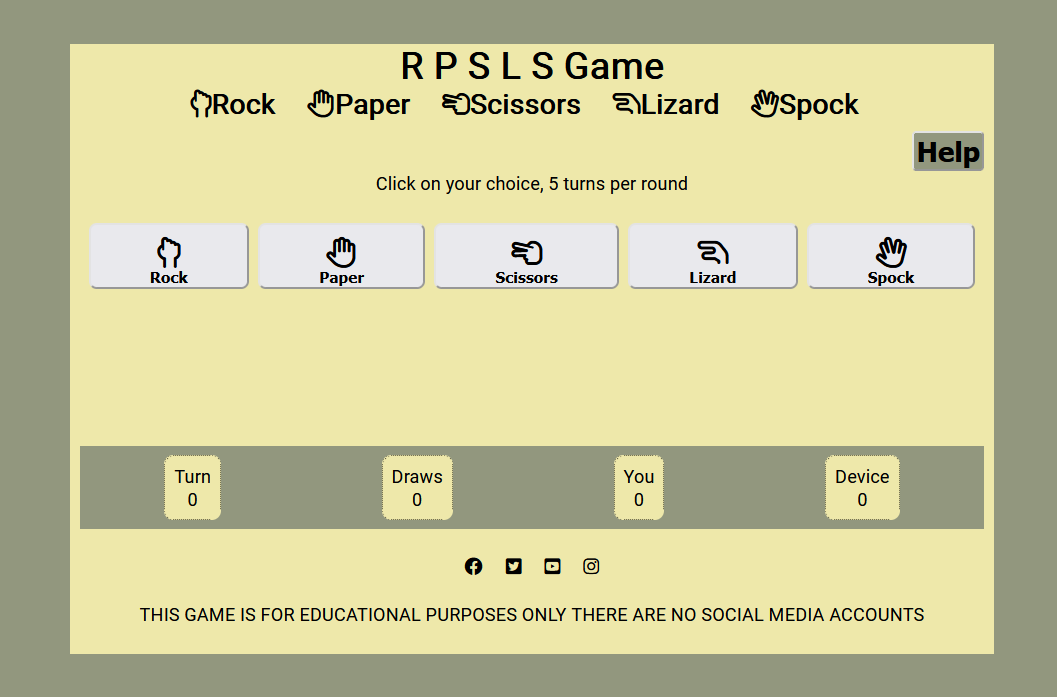 R P S L S Game
Rock Paper Scissors Lizard Spock
Help
Click on your choice, 5 turns per round
Rock Paper Scissors Lizard Spock
Turn Draws You Device
0 0 0 0
THIS GAME IS FOR EDUCATIONAL PURPOSES ONLY THERE ARE NO SOCIAL MEDIA ACCOUNTS